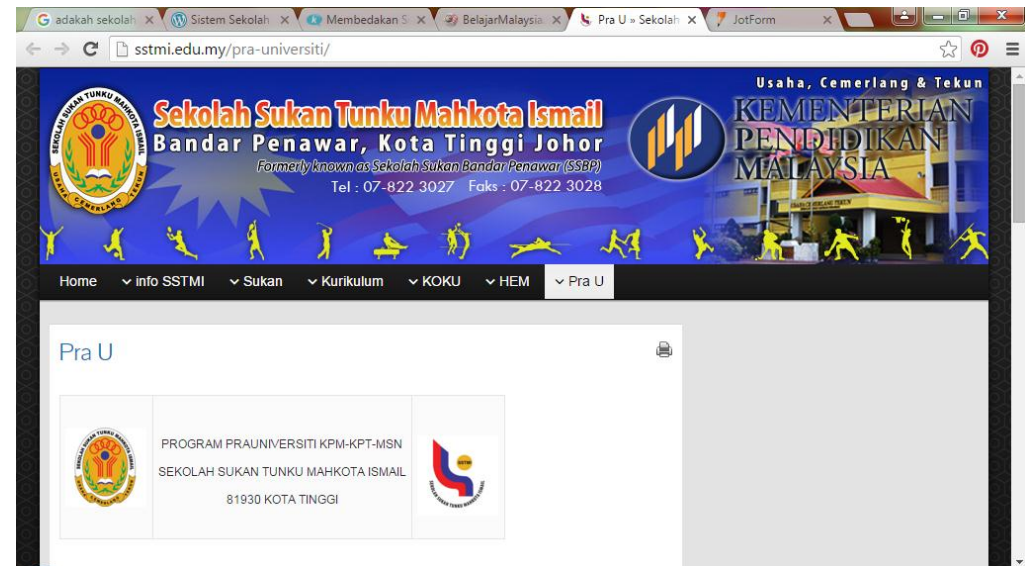 adakah sekolah
Sistem Sekolah
Membedakan S
BelajarMalaysia
Pra U » Sekolah
JotForm
sstmi.edu.my/pra-universiti/
Usaha, Cemerlang & Tekun
Sekolah Sukan Tunku Mahkota Ismail
Bandar Penawar, Kota Tinggi Johor
Formerly known as Sekolah Sukan Bandar Penawar (SSBP)
Tel : 07-822 3027 Faks : 07-822 3028
KEMENTERIAN
PENDIDIKAN
MALAYSIA
Home
info SSTMI
Sukan
Kurikulum
KOKU
HEM
Pra U
Pra U
PROGRAM PRAUNIVERSITI KPM-KPT-MSN
SEKOLAH SUKAN TUNKU MAHKOTA ISMAIL
81930 KOTA TINGGI